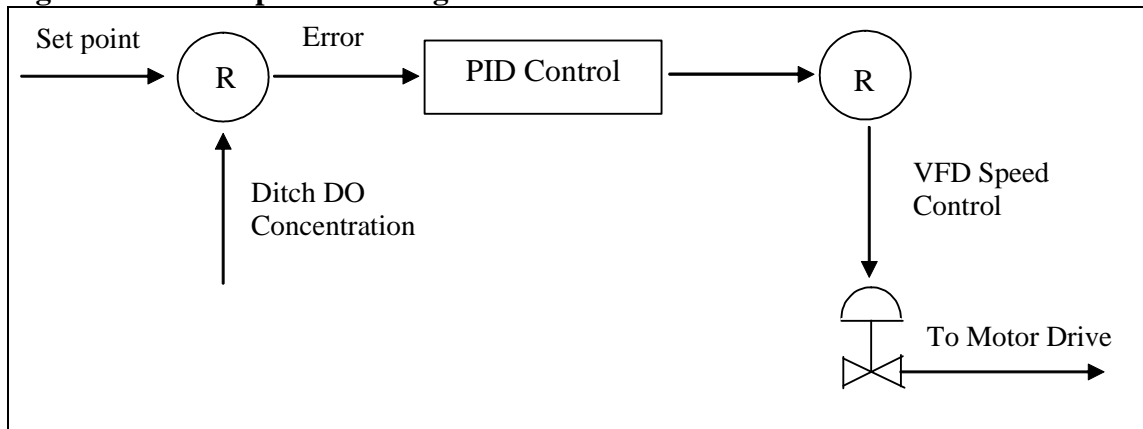 Set point
Error
R
PID Control
R
Ditch DO
Concentration
VFD Speed
Control
To Motor Drive